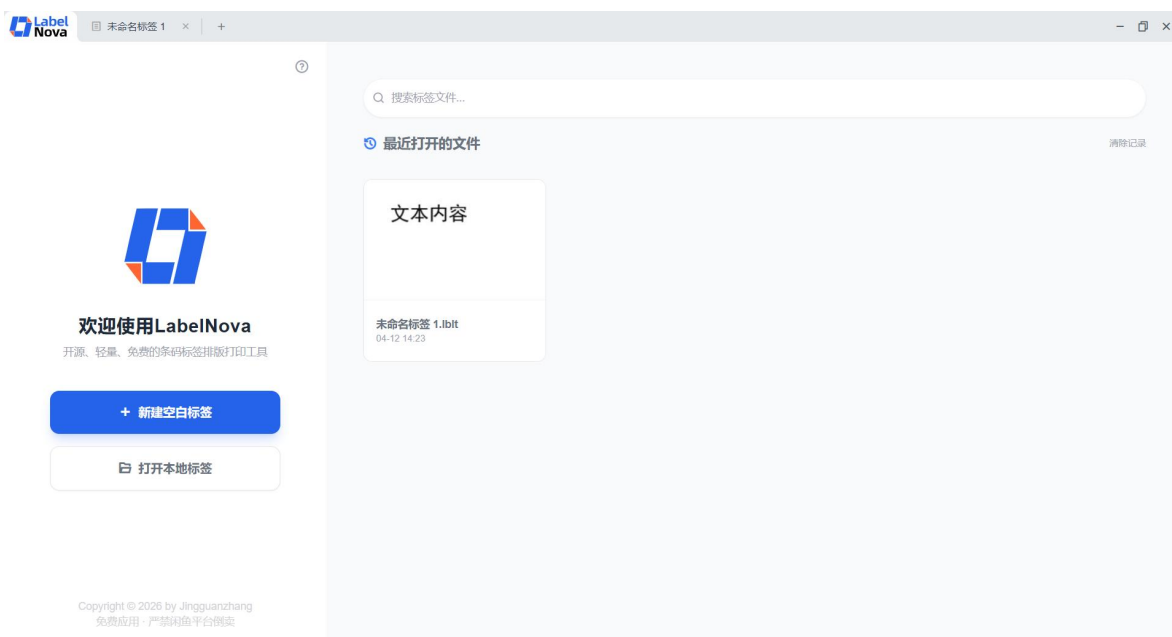 Label
Nova
未命名标签 1
搜索标签文件...
最近打开的文件
清除记录
文本内容
未命名标签 1.lblt
04-12 14:23
欢迎使用LabelNova
开源、轻量、免费的条码标签排版打印工具
+ 新建空白标签
打开本地标签
Copyright © 2026 by Jingguanzhang
免费应用 - 严禁闲鱼平台倒卖